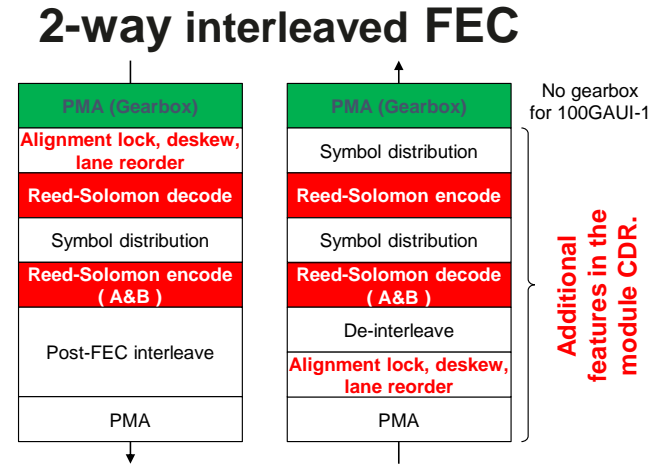 2-way interleaved FEC
PMA (Gearbox)
Alignment lock, deskew,
lane reorder
Reed-Solomon decode
Symbol distribution
Reed-Solomon encode
( A&B )
Post-FEC interleave
PMA
PMA (Gearbox)
Symbol distribution
Reed-Solomon encode
Symbol distribution
Reed-Solomon decode
( A&B )
De-interleave
Alignment lock, deskew,
lane reorder
PMA
No gearbox
for 100GAUI-1
Additional
features in the
module CDR.